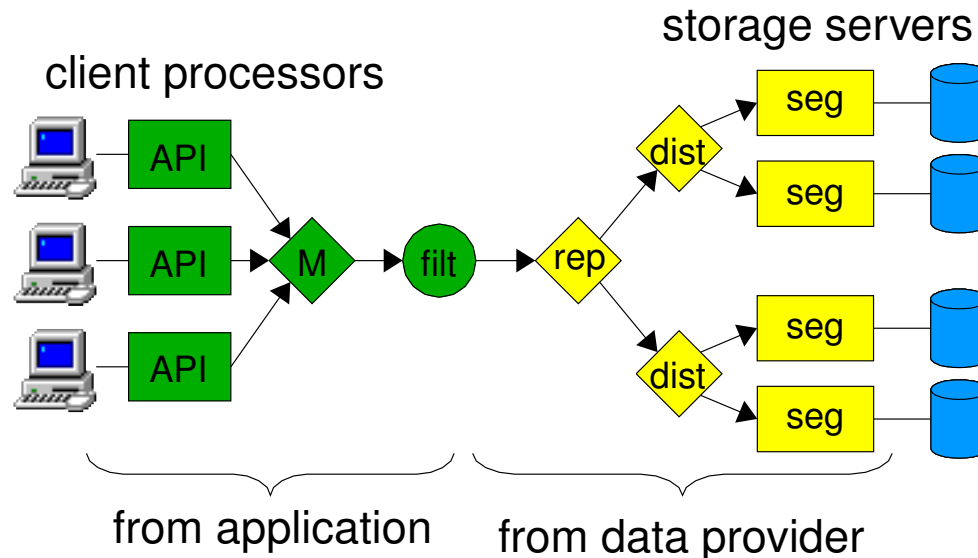 storage servers
client processors
API
API
API
M
filt
rep
dist
dist
seg
seg
seg
seg
from application
from data provider